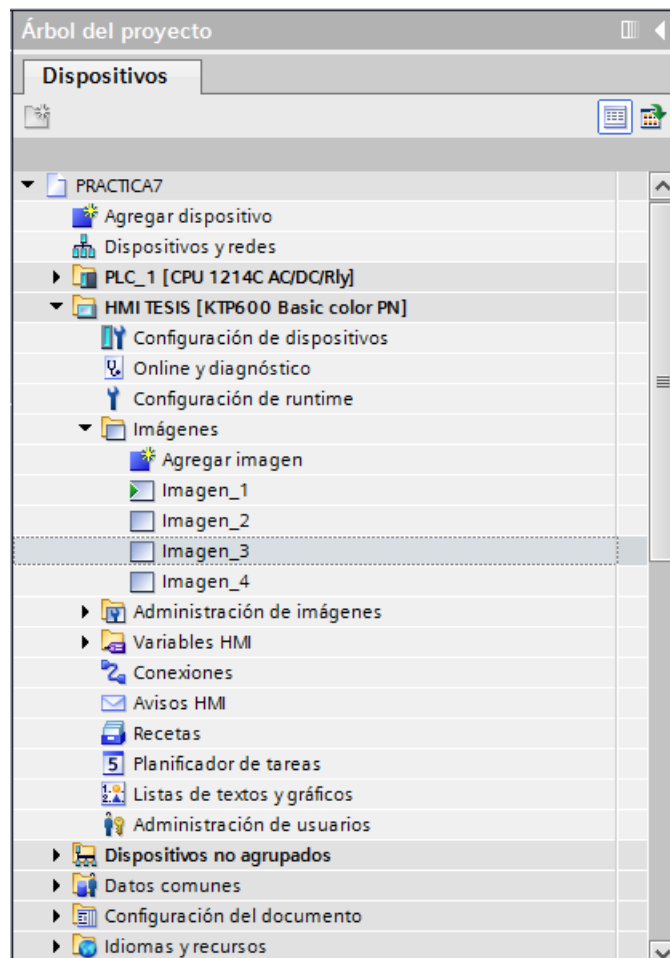 Árbol del proyecto
Dispositivos
PRACTICA7
Agregar dispositivo
Dispositivos y redes
PLC_1 [CPU 1214C AC/DC/Rly]
HMI TESIS [KTP600 Basic color PN]
Configuración de dispositivos
Online y diagnóstico
Configuración de runtime
Imágenes
Agregar imagen
Imagen_1
Imagen_2
Imagen_3
Imagen_4
Administración de imágenes
Variables HMI
Conexiones
Avisos HMI
Recetas
Planificador de tareas
Listas de textos y gráficos
Administración de usuarios
Dispositivos no agrupados
Datos comunes
Configuración del documento
Idiomas y recursos